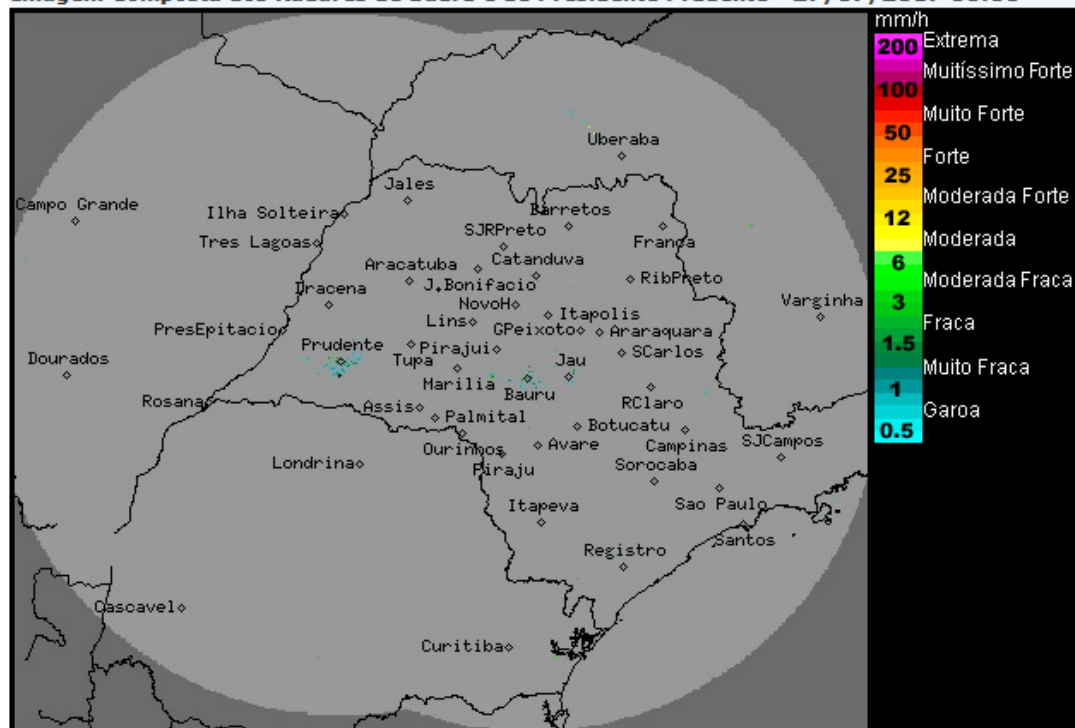 mm/h
200 Extrema
Muitíssimo Forte
100
Muito Forte
50
Forte
25
Moderada Forte
12
Moderada
6
Moderada Fraca
3
Fraca
1.5
Muito Fraca
1
Garoa
0.5
Uberaba
Jales
Campo Grande
Ilha Solteira
Barretos
SJRPreto
Franca
Tres Lagoas
Catanduva
Aracatuba
RibPreto
J.Bonifacio
Dracena
NovoH
Varginha
Itapolis
Lins
PresEpitacio
GPeixoto
Araraquara
Prudente
Pirajui
SCarlos
Dourados
Tupa
Jau
Marilia
Bauru
Rosana
Assis
RClaro
Palmital
Botucatu
Ourinhos
Avare
Campinas
SJCampos
Londrina
Piraju
Sorocaba
Itapeva
Sao Paulo
Santos
Registro
Cascavel
Curitiba